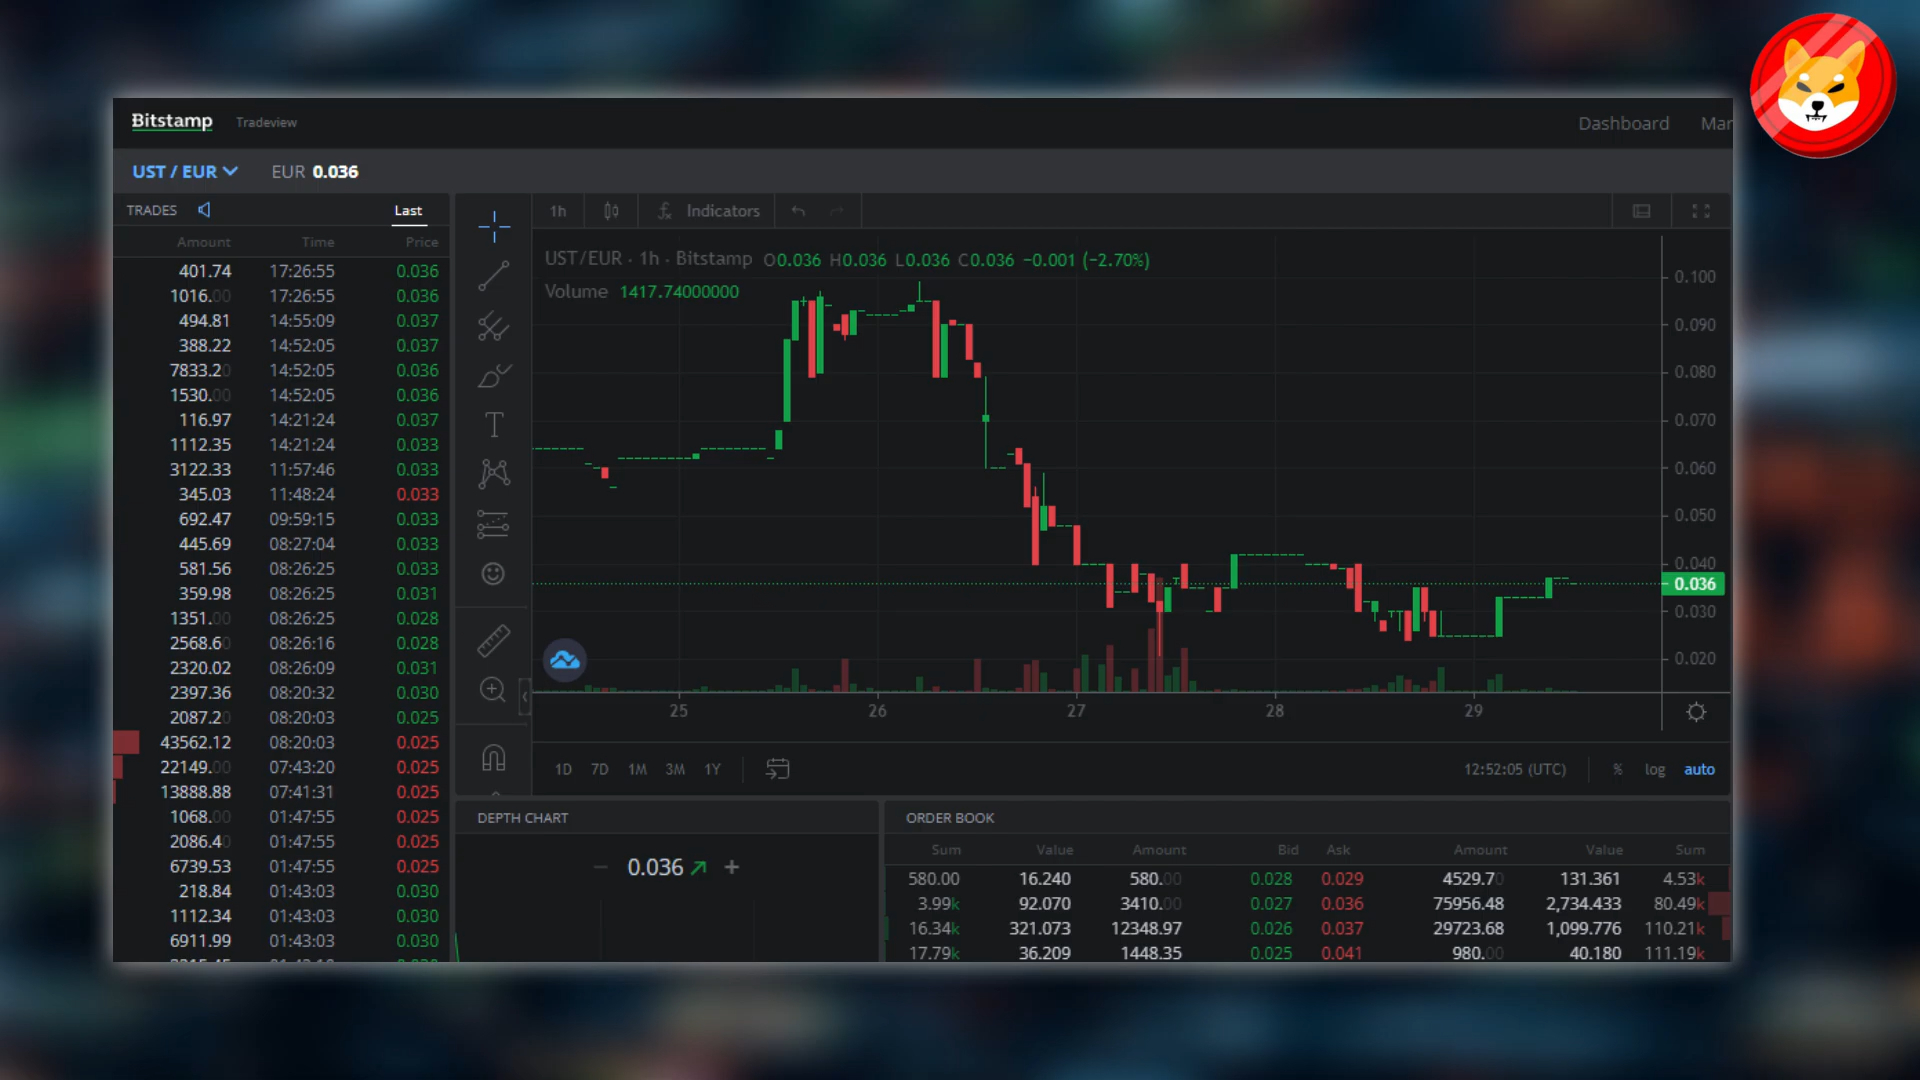 Bitstamp Tradeview Dashboard Mar
UST / EUR EUR 0.036
TRADES Last
Amount Time Price
401.74 17:26:55 0.036
1016.00 17:26:55 0.036
494.81 14:55:09 0.037
388.22 14:52:05 0.037
7833.20 14:52:05 0.036
1530.00 14:52:05 0.036
116.97 14:21:24 0.037
1112.35 14:21:24 0.033
3122.33 11:57:46 0.033
345.03 11:48:24 0.033
692.47 09:59:15 0.033
445.69 08:27:04 0.033
581.56 08:26:25 0.033
359.98 08:26:25 0.031
1351.00 08:26:25 0.028
2568.60 08:26:16 0.028
2320.02 08:26:09 0.031
2397.36 08:20:32 0.030
2087.20 08:20:03 0.025
43562.12 08:20:03 0.025
22149.00 07:43:20 0.025
13888.88 07:41:31 0.025
1068.00 01:47:55 0.025
2086.40 01:47:55 0.025
6739.53 01:47:55 0.025
218.84 01:43:03 0.030
1112.34 01:43:03 0.030
6911.99 01:43:03 0.030
1h Indicators
UST/EUR · 1h · Bitstamp O0.036 H0.036 L0.036 C0.036 −0.001 (−2.70%)
Volume 1417.74000000
0.100
0.090
0.080
0.070
0.060
0.050
0.040
0.036
0.030
0.020
25 26 27 28 29
1D 7D 1M 3M 1Y 12:52:05 (UTC) % log auto
DEPTH CHART
− 0.036 +
ORDER BOOK
Sum Value Amount Bid Ask Amount Value Sum
580.00 16.240 580.00 0.028 0.029 4529.70 131.361 4.53k
3.99k 92.070 3410.00 0.027 0.036 75956.48 2,734.433 80.49k
16.34k 321.073 12348.97 0.026 0.037 29723.68 1,099.776 110.21k
17.79k 36.209 1448.35 0.025 0.041 980.00 40.180 111.19k